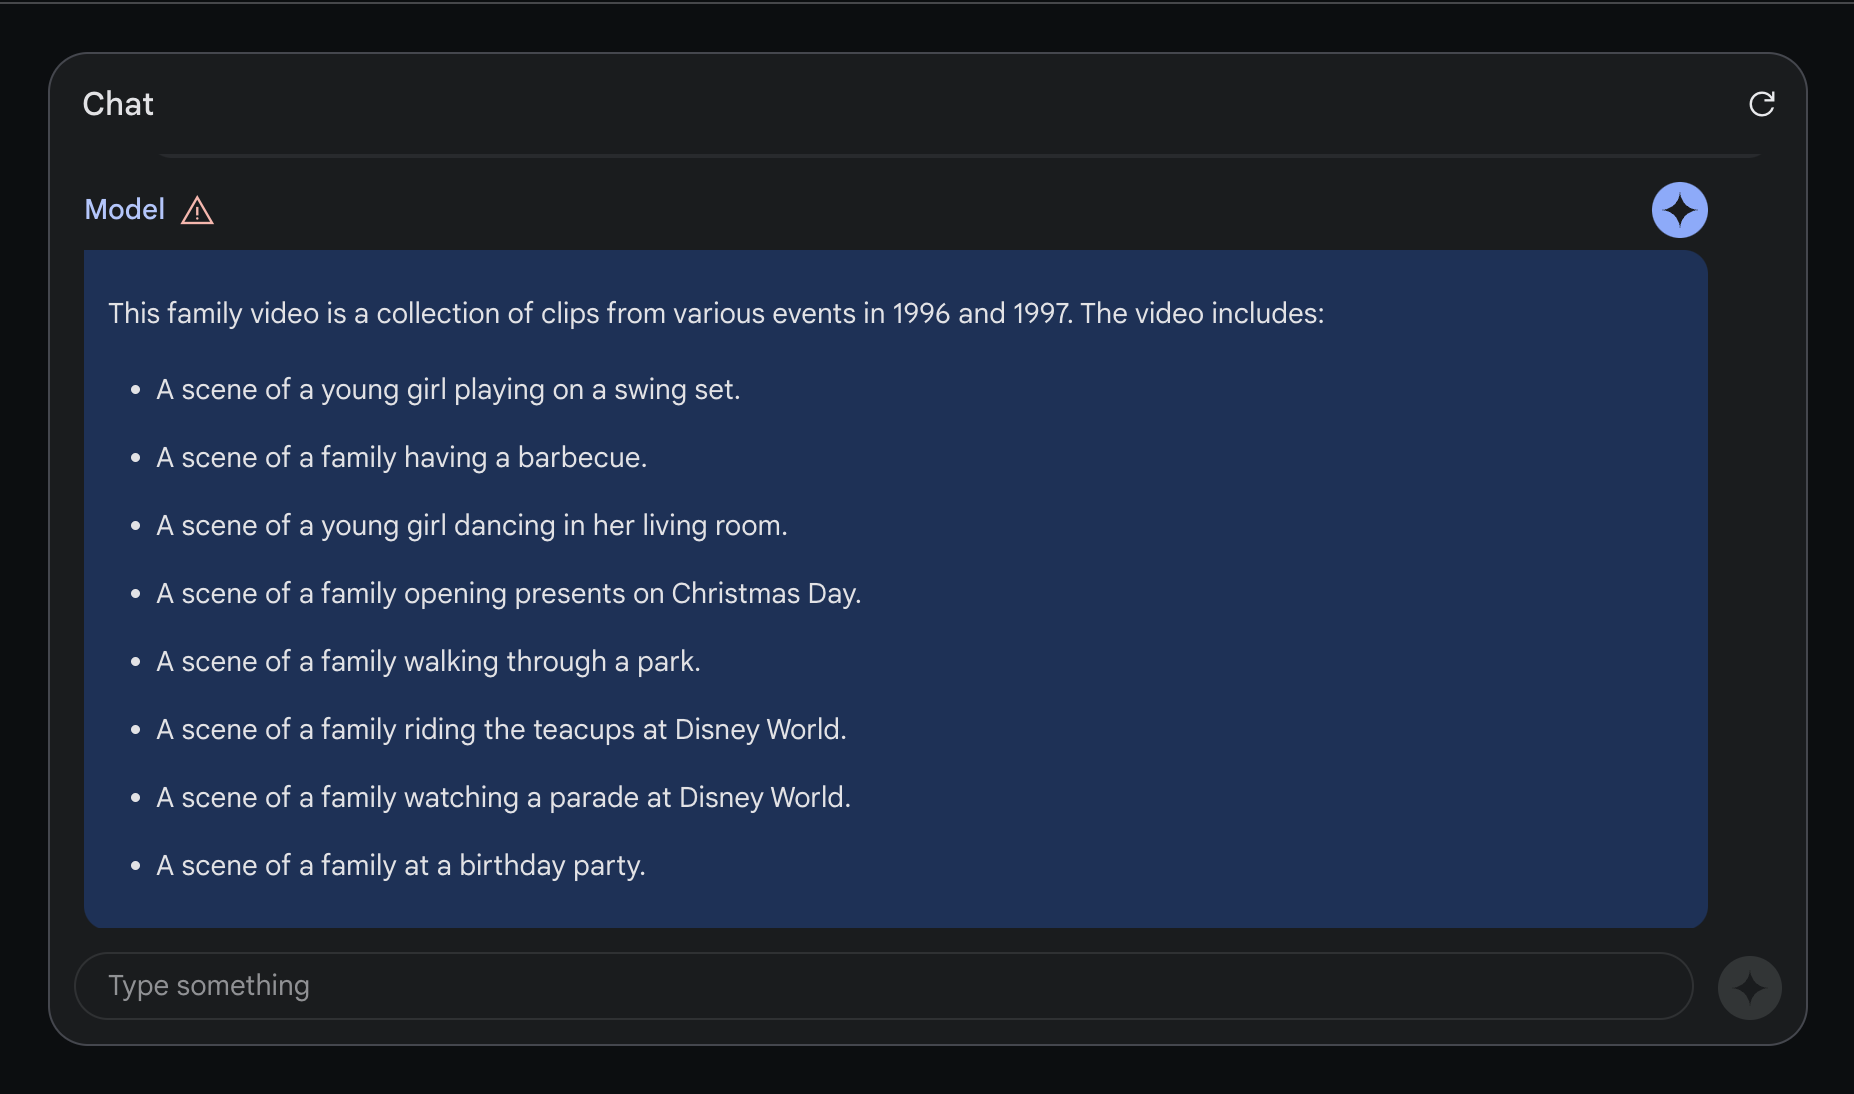 Chat
Model
This family video is a collection of clips from various events in 1996 and 1997. The video includes:
• A scene of a young girl playing on a swing set.
• A scene of a family having a barbecue.
• A scene of a young girl dancing in her living room.
• A scene of a family opening presents on Christmas Day.
• A scene of a family walking through a park.
• A scene of a family riding the teacups at Disney World.
• A scene of a family watching a parade at Disney World.
• A scene of a family at a birthday party.
Type something